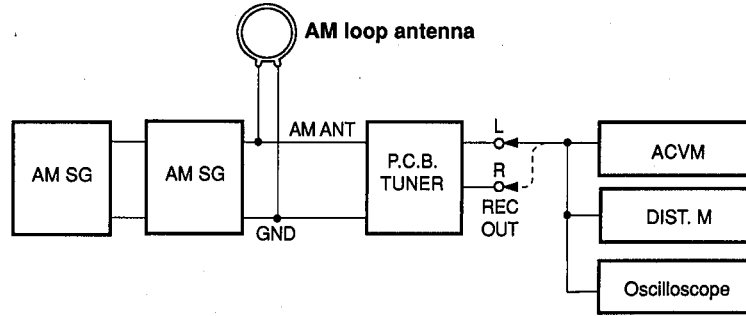 AM loop antenna
AM SG
AM SG
AM ANT
GND
P.C.B.
TUNER
L
R
REC
OUT
ACVM
DIST. M
Oscilloscope